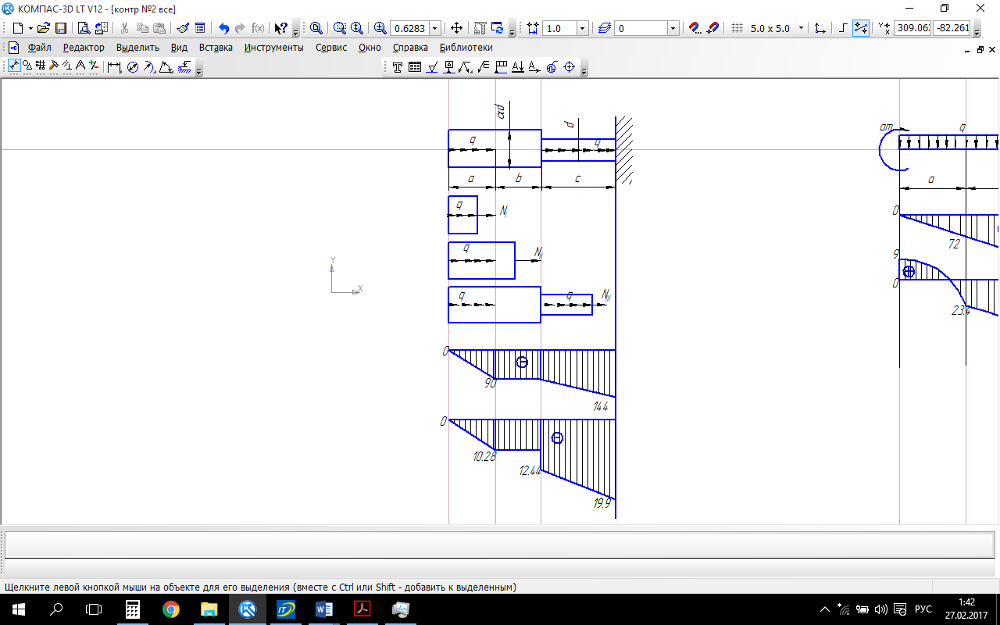 КОМПАС-3D LT V12 - [контр №2 все]
f(x) 0.6283 1.0 0 5.0 x 5.0 309.06 -82.261
Файл Редактор Выделить Вид Вставка Инструменты Сервис Окно Справка Библиотеки
αd d am q
q q
a b c a
q N I 0
72
q N II 9
0
q q N III 23.4
Y
X
0
90
144
0
10.28
12.44
19.9
Щелкните левой кнопкой мыши на объекте для его выделения (вместе с Ctrl или Shift - добавить к выделенным)
РУС 1:42
27.02.2017